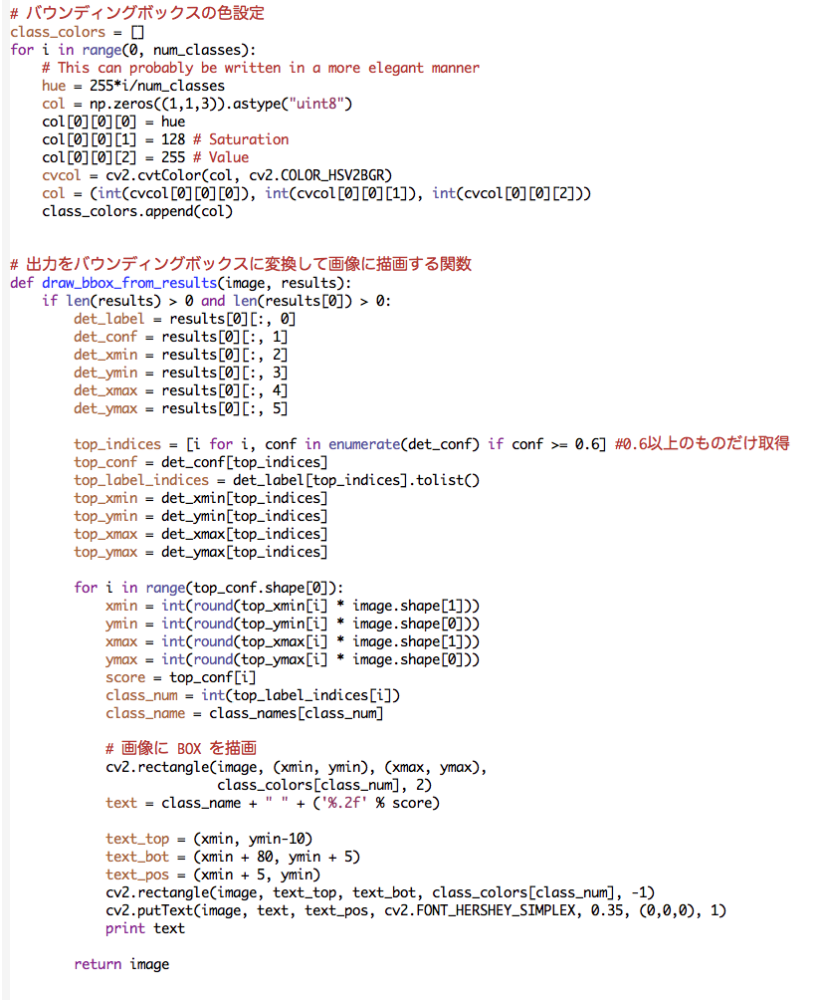 # バウンディングボックスの色設定
class_colors = []
for i in range(0, num_classes):
    # This can probably be written in a more elegant manner
    hue = 255*i/num_classes
    col = np.zeros((1,1,3)).astype("uint8")
    col[0][0][0] = hue
    col[0][0][1] = 128 # Saturation
    col[0][0][2] = 255 # Value
    cvcol = cv2.cvtColor(col, cv2.COLOR_HSV2BGR)
    col = (int(cvcol[0][0][0]), int(cvcol[0][0][1]), int(cvcol[0][0][2]))
    class_colors.append(col)
# 出力をバウンディングボックスに変換して画像に描画する関数
def draw_bbox_from_results(image, results):
    if len(results) > 0 and len(results[0]) > 0:
        det_label = results[0][:, 0]
        det_conf = results[0][:, 1]
        det_xmin = results[0][:, 2]
        det_ymin = results[0][:, 3]
        det_xmax = results[0][:, 4]
        det_ymax = results[0][:, 5]
        top_indices = [i for i, conf in enumerate(det_conf) if conf >= 0.6] #0.6以上のものだけ取得
        top_conf = det_conf[top_indices]
        top_label_indices = det_label[top_indices].tolist()
        top_xmin = det_xmin[top_indices]
        top_ymin = det_ymin[top_indices]
        top_xmax = det_xmax[top_indices]
        top_ymax = det_ymax[top_indices]
        for i in range(top_conf.shape[0]):
            xmin = int(round(top_xmin[i] * image.shape[1]))
            ymin = int(round(top_ymin[i] * image.shape[0]))
            xmax = int(round(top_xmax[i] * image.shape[1]))
            ymax = int(round(top_ymax[i] * image.shape[0]))
            score = top_conf[i]
            class_num = int(top_label_indices[i])
            class_name = class_names[class_num]
            # 画像に BOX を描画
            cv2.rectangle(image, (xmin, ymin), (xmax, ymax),
                          class_colors[class_num], 2)
            text = class_name + " " + ('%.2f' % score)
            text_top = (xmin, ymin-10)
            text_bot = (xmin + 80, ymin + 5)
            text_pos = (xmin + 5, ymin)
            cv2.rectangle(image, text_top, text_bot, class_colors[class_num], -1)
            cv2.putText(image, text, text_pos, cv2.FONT_HERSHEY_SIMPLEX, 0.35, (0,0,0), 1)
            print text
        return image